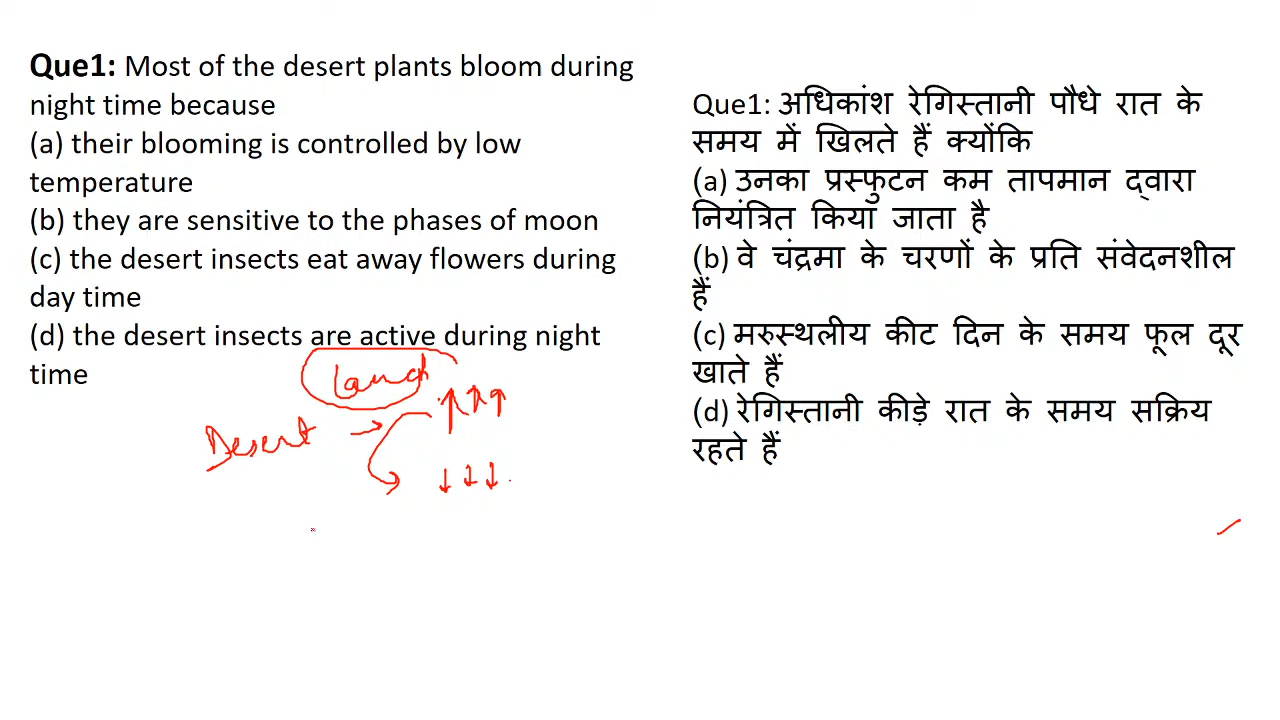 Que1: Most of the desert plants bloom during
night time because
(a) their blooming is controlled by low
temperature
(b) they are sensitive to the phases of moon
(c) the desert insects eat away flowers during
day time
(d) the desert insects are active during night
time
Land
Desert
Que1: अधिकांश रेगिस्तानी पौधे रात के
समय में खिलते हैं क्योंकि
(a) उनका प्रस्फुटन कम तापमान द्वारा
नियंत्रित किया जाता है
(b) वे चंद्रमा के चरणों के प्रति संवेदनशील
हैं
(c) मरुस्थलीय कीट दिन के समय फूल दूर
खाते हैं
(d) रेगिस्तानी कीड़े रात के समय सक्रिय
रहते हैं